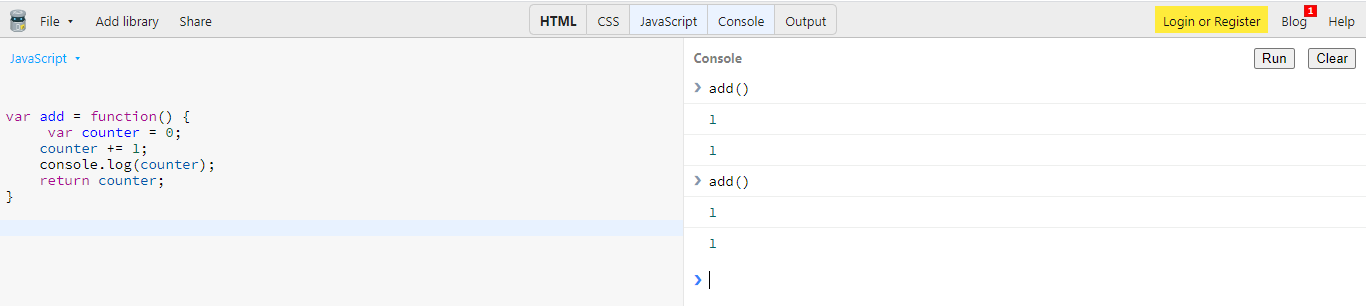 File ▾ Add library Share HTML CSS JavaScript Console Output Login or Register Blog 1 Help
JavaScript ▾
var add = function() {
     var counter = 0;
    counter += 1;
    console.log(counter);
    return counter;
}
Console Run Clear
❯ add()
1
1
❯ add()
1
1
❯